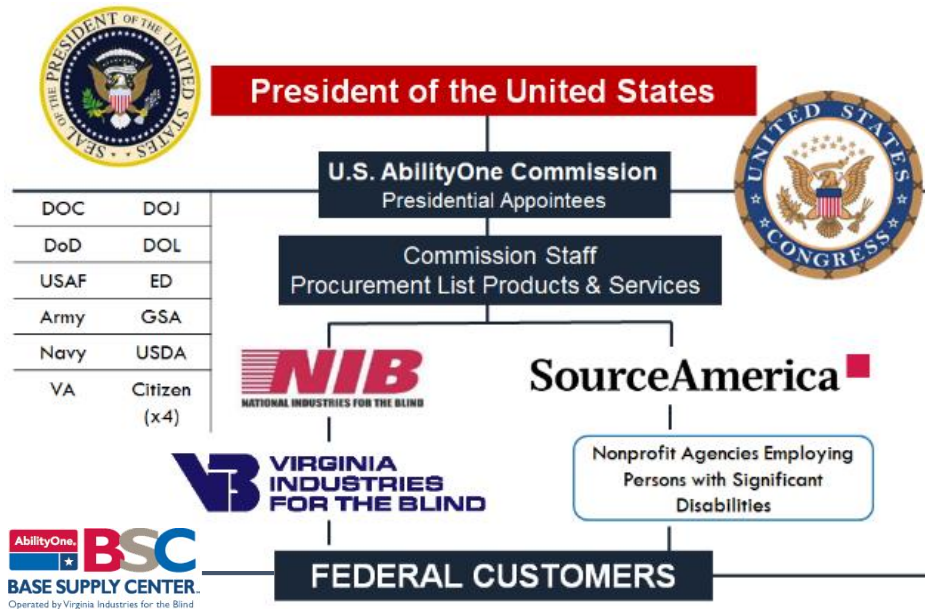 SEAL OF THE PRESIDENT OF THE UNITED STATES
President of the United States
UNITED STATES CONGRESS
U.S. AbilityOne Commission
Presidential Appointees
DOC DOJ
DoD DOL
USAF ED
Army GSA
Navy USDA
VA Citizen
(x4)
Commission Staff
Procurement List Products & Services
NIB
NATIONAL INDUSTRIES FOR THE BLIND
SourceAmerica
VIB
VIRGINIA
INDUSTRIES
FOR THE BLIND
Nonprofit Agencies Employing
Persons with Significant
Disabilities
AbilityOne. BSC
BASE SUPPLY CENTER
Operated by Virginia Industries for the Blind
FEDERAL CUSTOMERS